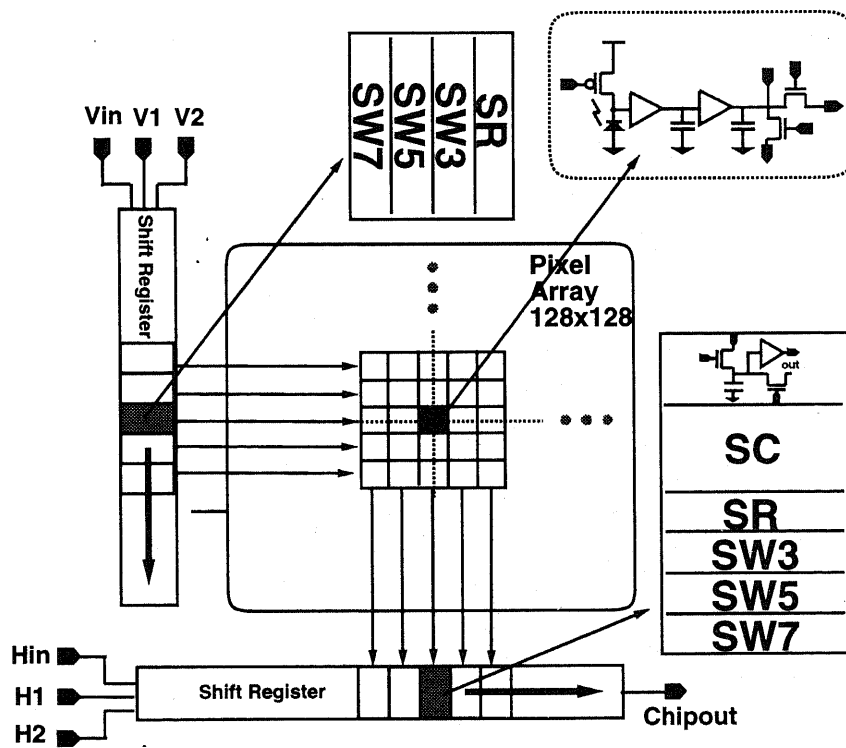 SR
SW3
SW5
SW7
Vin V1 V2
Shift Register
Pixel
Array
128x128
out
SC
SR
SW3
SW5
SW7
Hin
H1
H2
Shift Register
Chipout